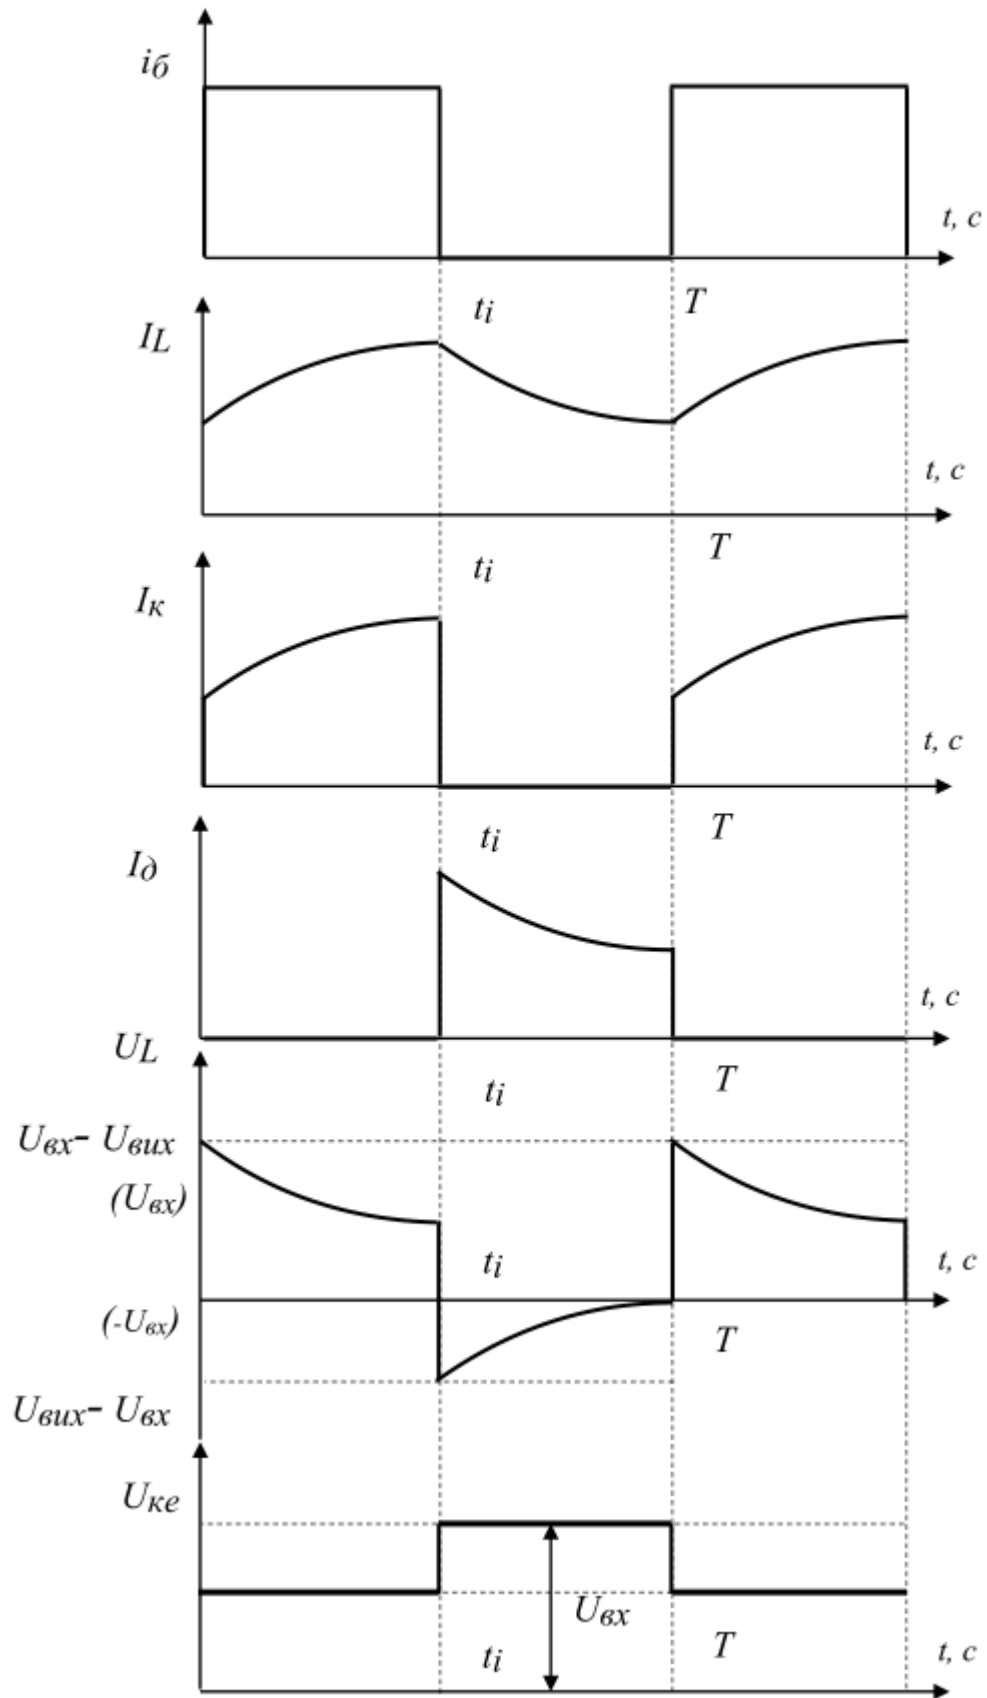 iб
t, c
ti T
IL
t, c
T
ti
Iк
t, c
T
ti
Iд
t, c
UL
T
ti
Uвх- Uвих
(Uвх)
ti
t, c
(-Uвх)
T
Uвих- Uвх
Uке
Uвх
T
ti
t, c